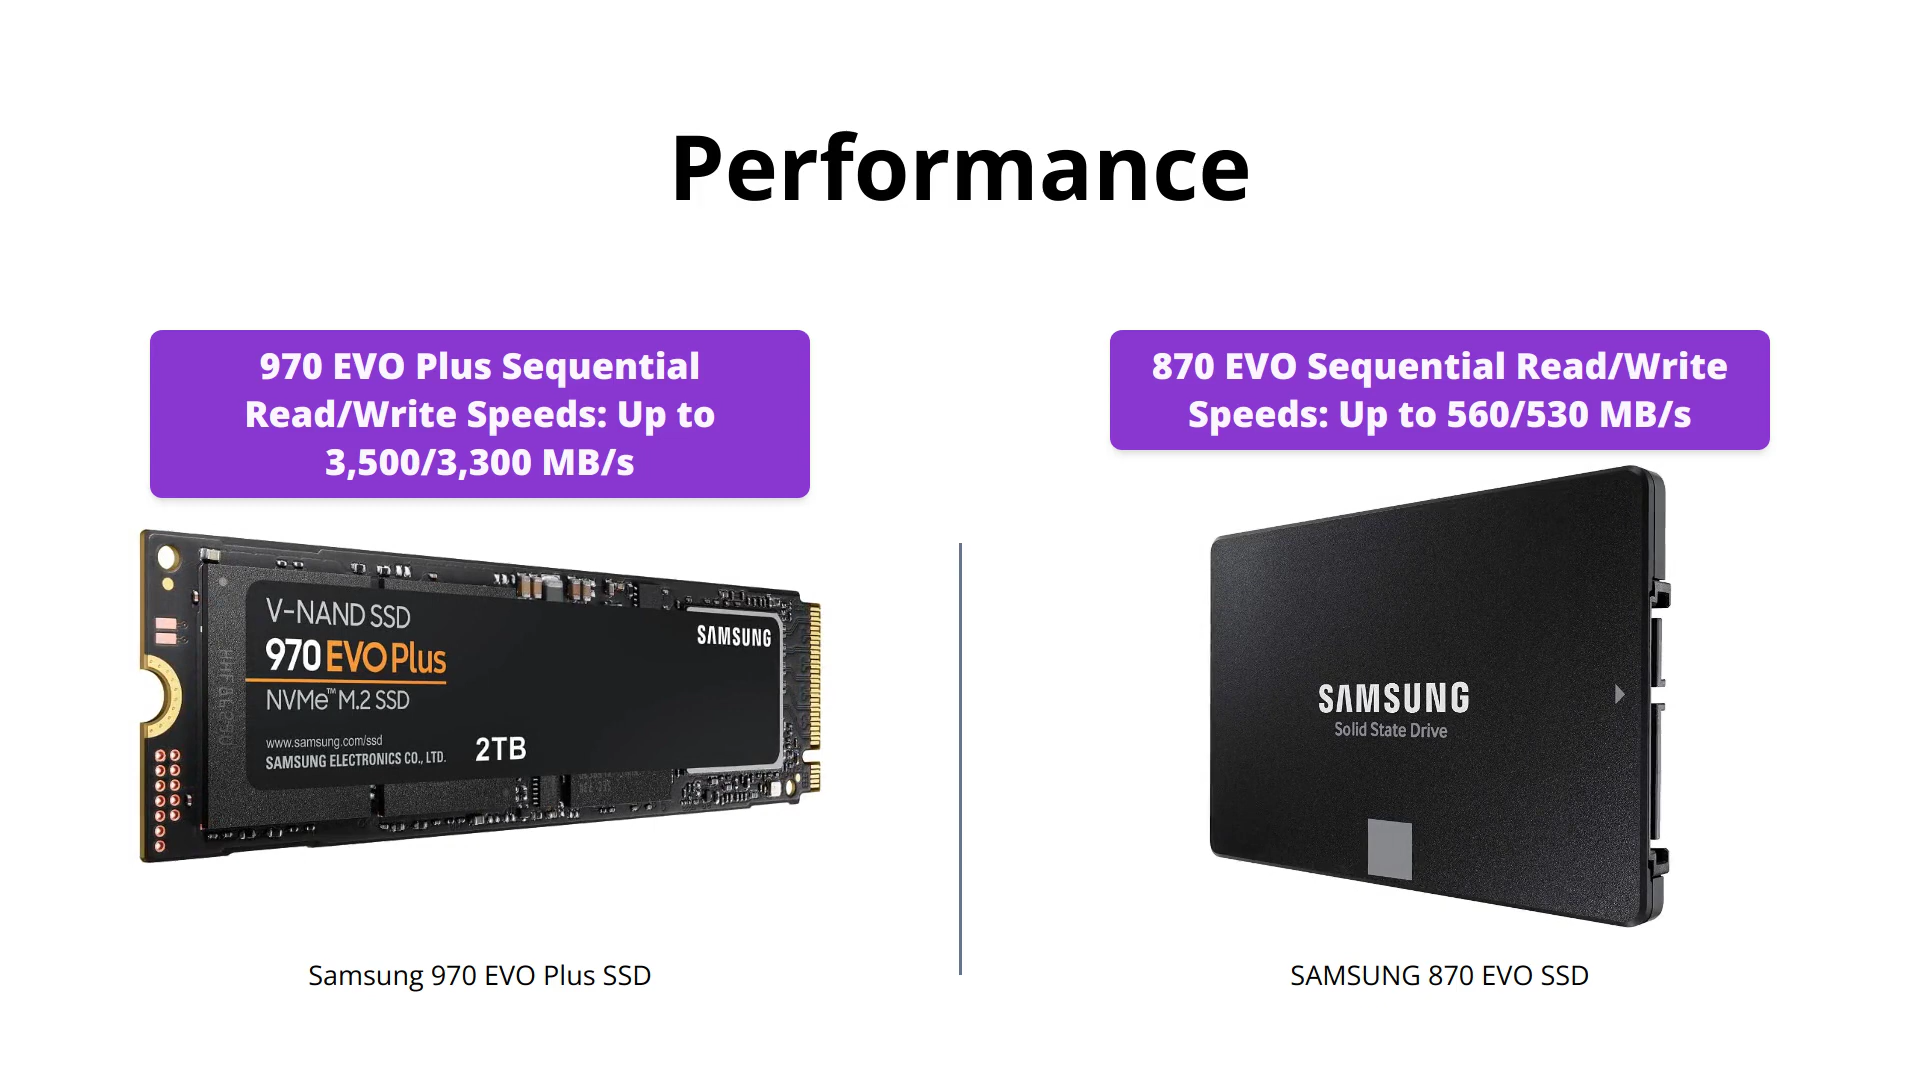 Performance
970 EVO Plus Sequential
Read/Write Speeds: Up to
3,500/3,300 MB/s
870 EVO Sequential Read/Write
Speeds: Up to 560/530 MB/s
V-NAND SSD
970 EVO Plus
NVMe™ M.2 SSD
www.samsung.com/ssd
SAMSUNG ELECTRONICS CO., LTD.
2TB
SAMSUNG
SAMSUNG
Solid State Drive
Samsung 970 EVO Plus SSD
SAMSUNG 870 EVO SSD